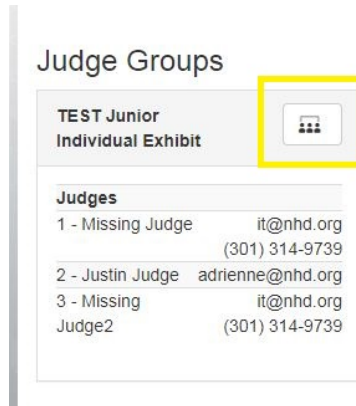 Judge Groups
TEST Junior
Individual Exhibit
Judges
1 - Missing Judge it@nhd.org
(301) 314-9739
2 - Justin Judge adrienne@nhd.org
3 - Missing it@nhd.org
Judge2 (301) 314-9739